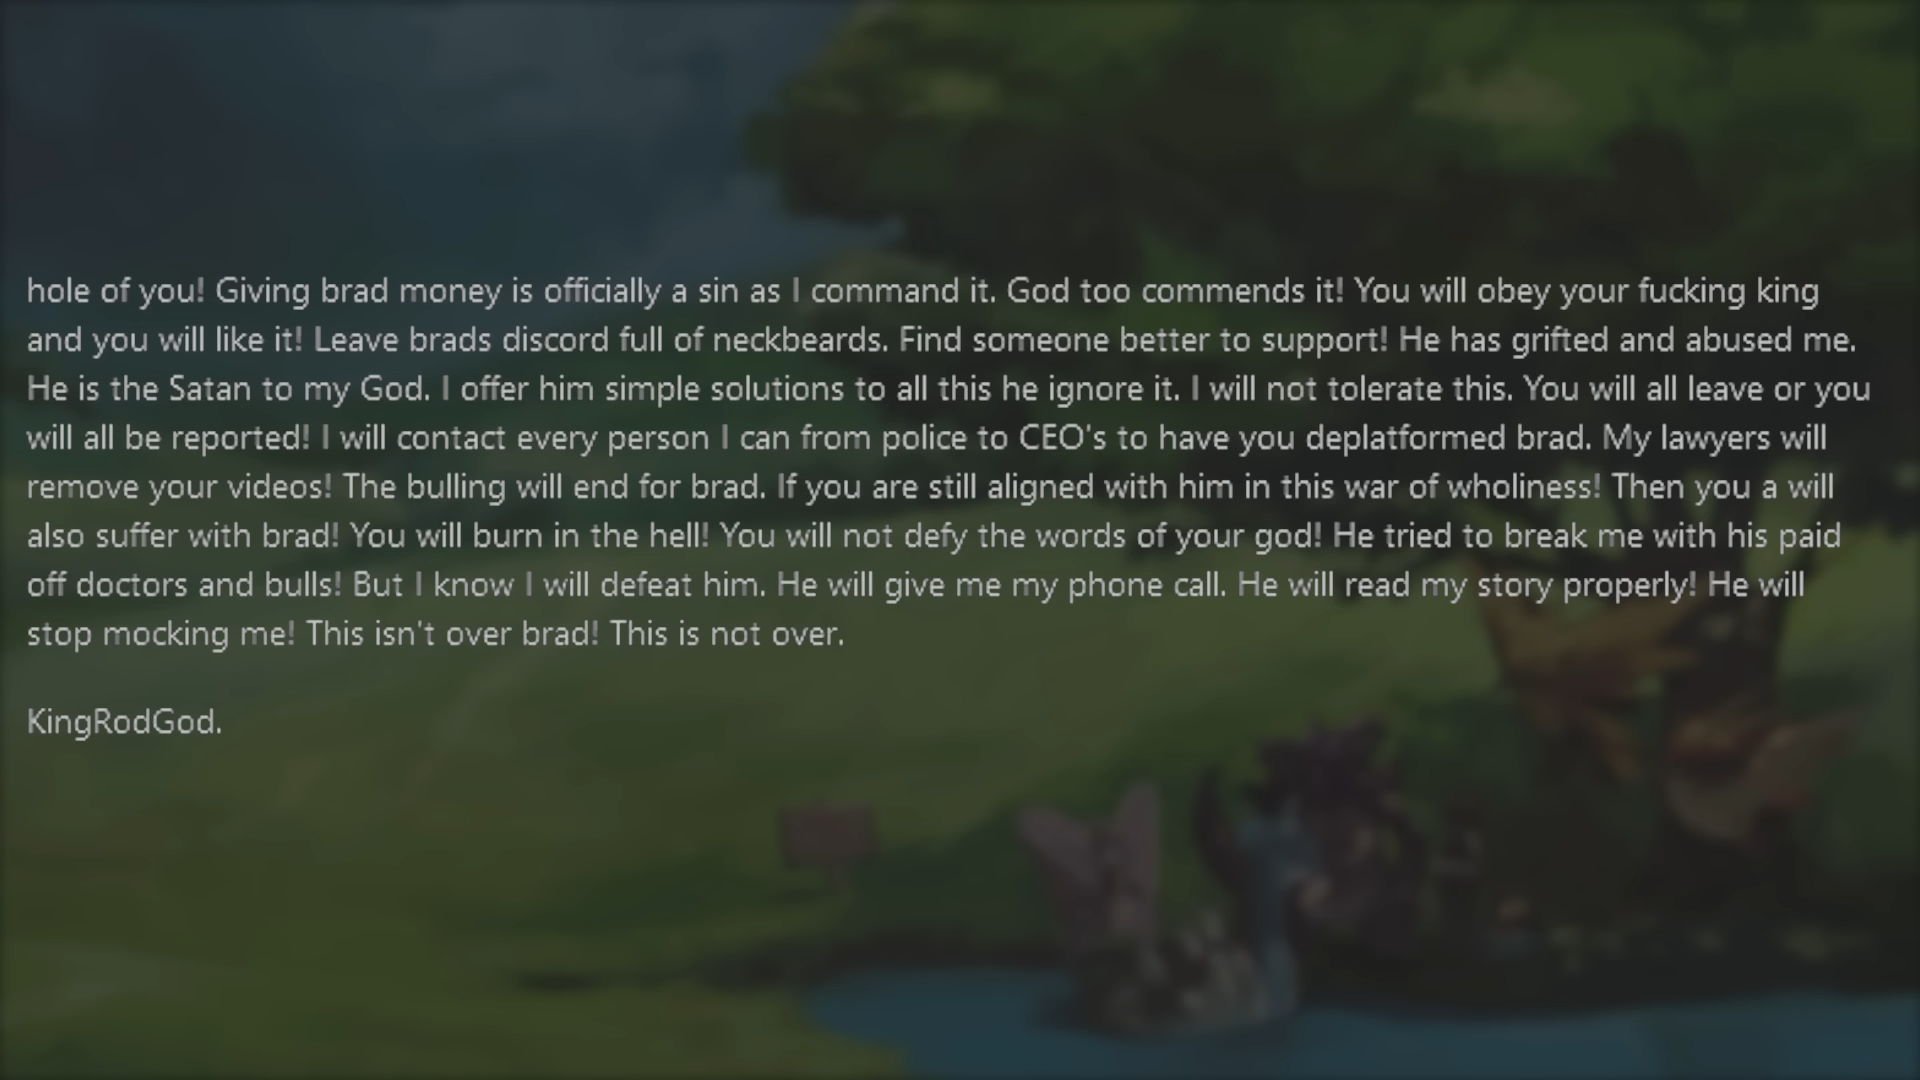 hole of you! Giving brad money is officially a sin as I command it. God too commends it! You will obey your fucking king
and you will like it! Leave brads discord full of neckbeards. Find someone better to support! He has grifted and abused me.
He is the Satan to my God. I offer him simple solutions to all this he ignore it. I will not tolerate this. You will all leave or you
will all be reported! I will contact every person I can from police to CEO's to have you deplatformed brad. My lawyers will
remove your videos! The bulling will end for brad. If you are still aligned with him in this war of wholiness! Then you a will
also suffer with brad! You will burn in the hell! You will not defy the words of your god! He tried to break me with his paid
off doctors and bulls! But I know I will defeat him. He will give me my phone call. He will read my story properly! He will
stop mocking me! This isn't over brad! This is not over.
KingRodGod.